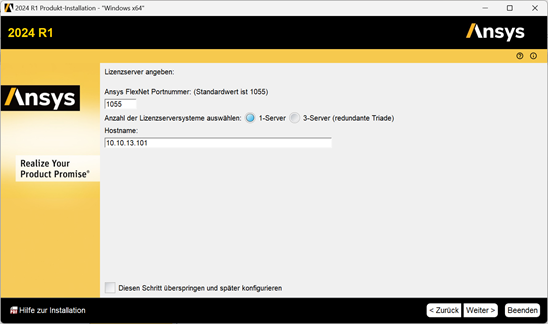 2024 R1 Produkt-Installation - "Windows x64"
2024 R1
Ansys
Lizenzserver angeben:
Ansys FlexNet Portnummer: (Standardwert ist 1055)
1055
Ansys
Anzahl der Lizenzserversysteme auswählen: 1-Server 3-Server (redundante Triade)
Hostname:
10.10.13.101
Realize Your
Product Promise®
Diesen Schritt überspringen und später konfigurieren
Hilfe zur Installation
< Zurück Weiter > Beenden